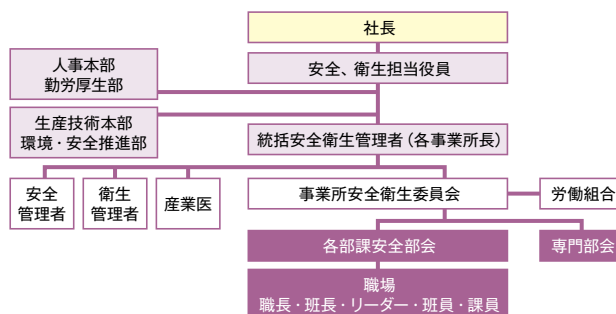 社長
安全、衛生担当役員
人事本部
勤労厚生部
生産技術本部
環境・安全推進部
統括安全衛生管理者（各事業所長）
安全
管理者
衛生
管理者
産業医
事業所安全衛生委員会
労働組合
各部課安全部会
専門部会
職場
職長・班長・リーダー・班員・課員